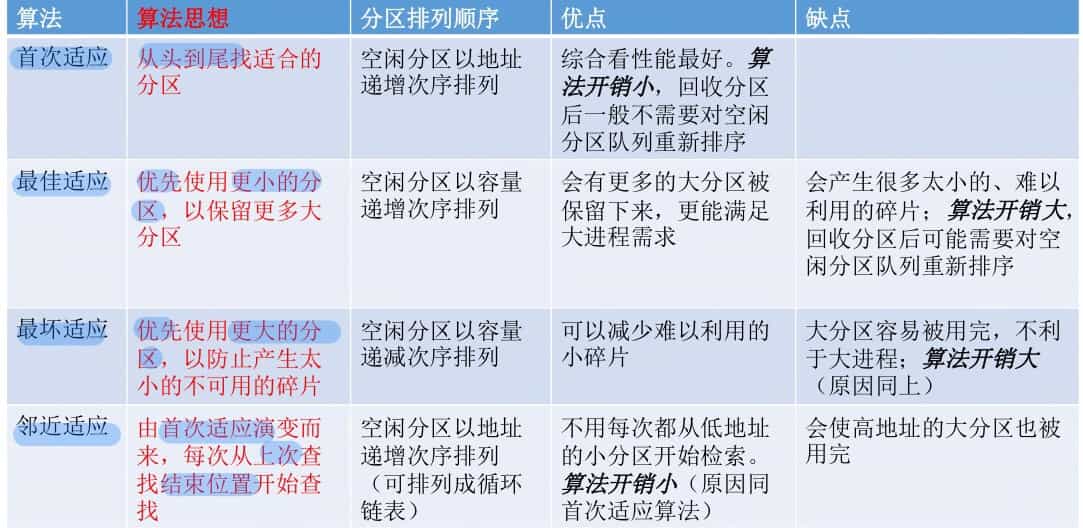 算法 算法思想 分区排列顺序 优点 缺点
首次适应
从头到尾找适合的
分区
空闲分区以地址
递增次序排列
综合看性能最好。算
法开销小，回收分区
后一般不需要对空闲
分区队列重新排序
最佳适应
优先使用更小的分
区，以保留更多大
分区
空闲分区以容量
递增次序排列
会有更多的大分区被
保留下来，更能满足
大进程需求
会产生很多太小的、难以
利用的碎片；算法开销大，
回收分区后可能需要对空
闲分区队列重新排序
最坏适应
优先使用更大的分
区，以防止产生太
小的不可用的碎片
空闲分区以容量
递减次序排列
可以减少难以利用的
小碎片
大分区容易被用完，不利
于大进程；算法开销大
（原因同上）
邻近适应
由首次适应演变而
来，每次从上次查
找结束位置开始查
找
空闲分区以地址
递增次序排列
（可排列成循环
链表）
不用每次都从低地址
的小分区开始检索。
算法开销小（原因同
首次适应算法）
会使高地址的大分区也被
用完